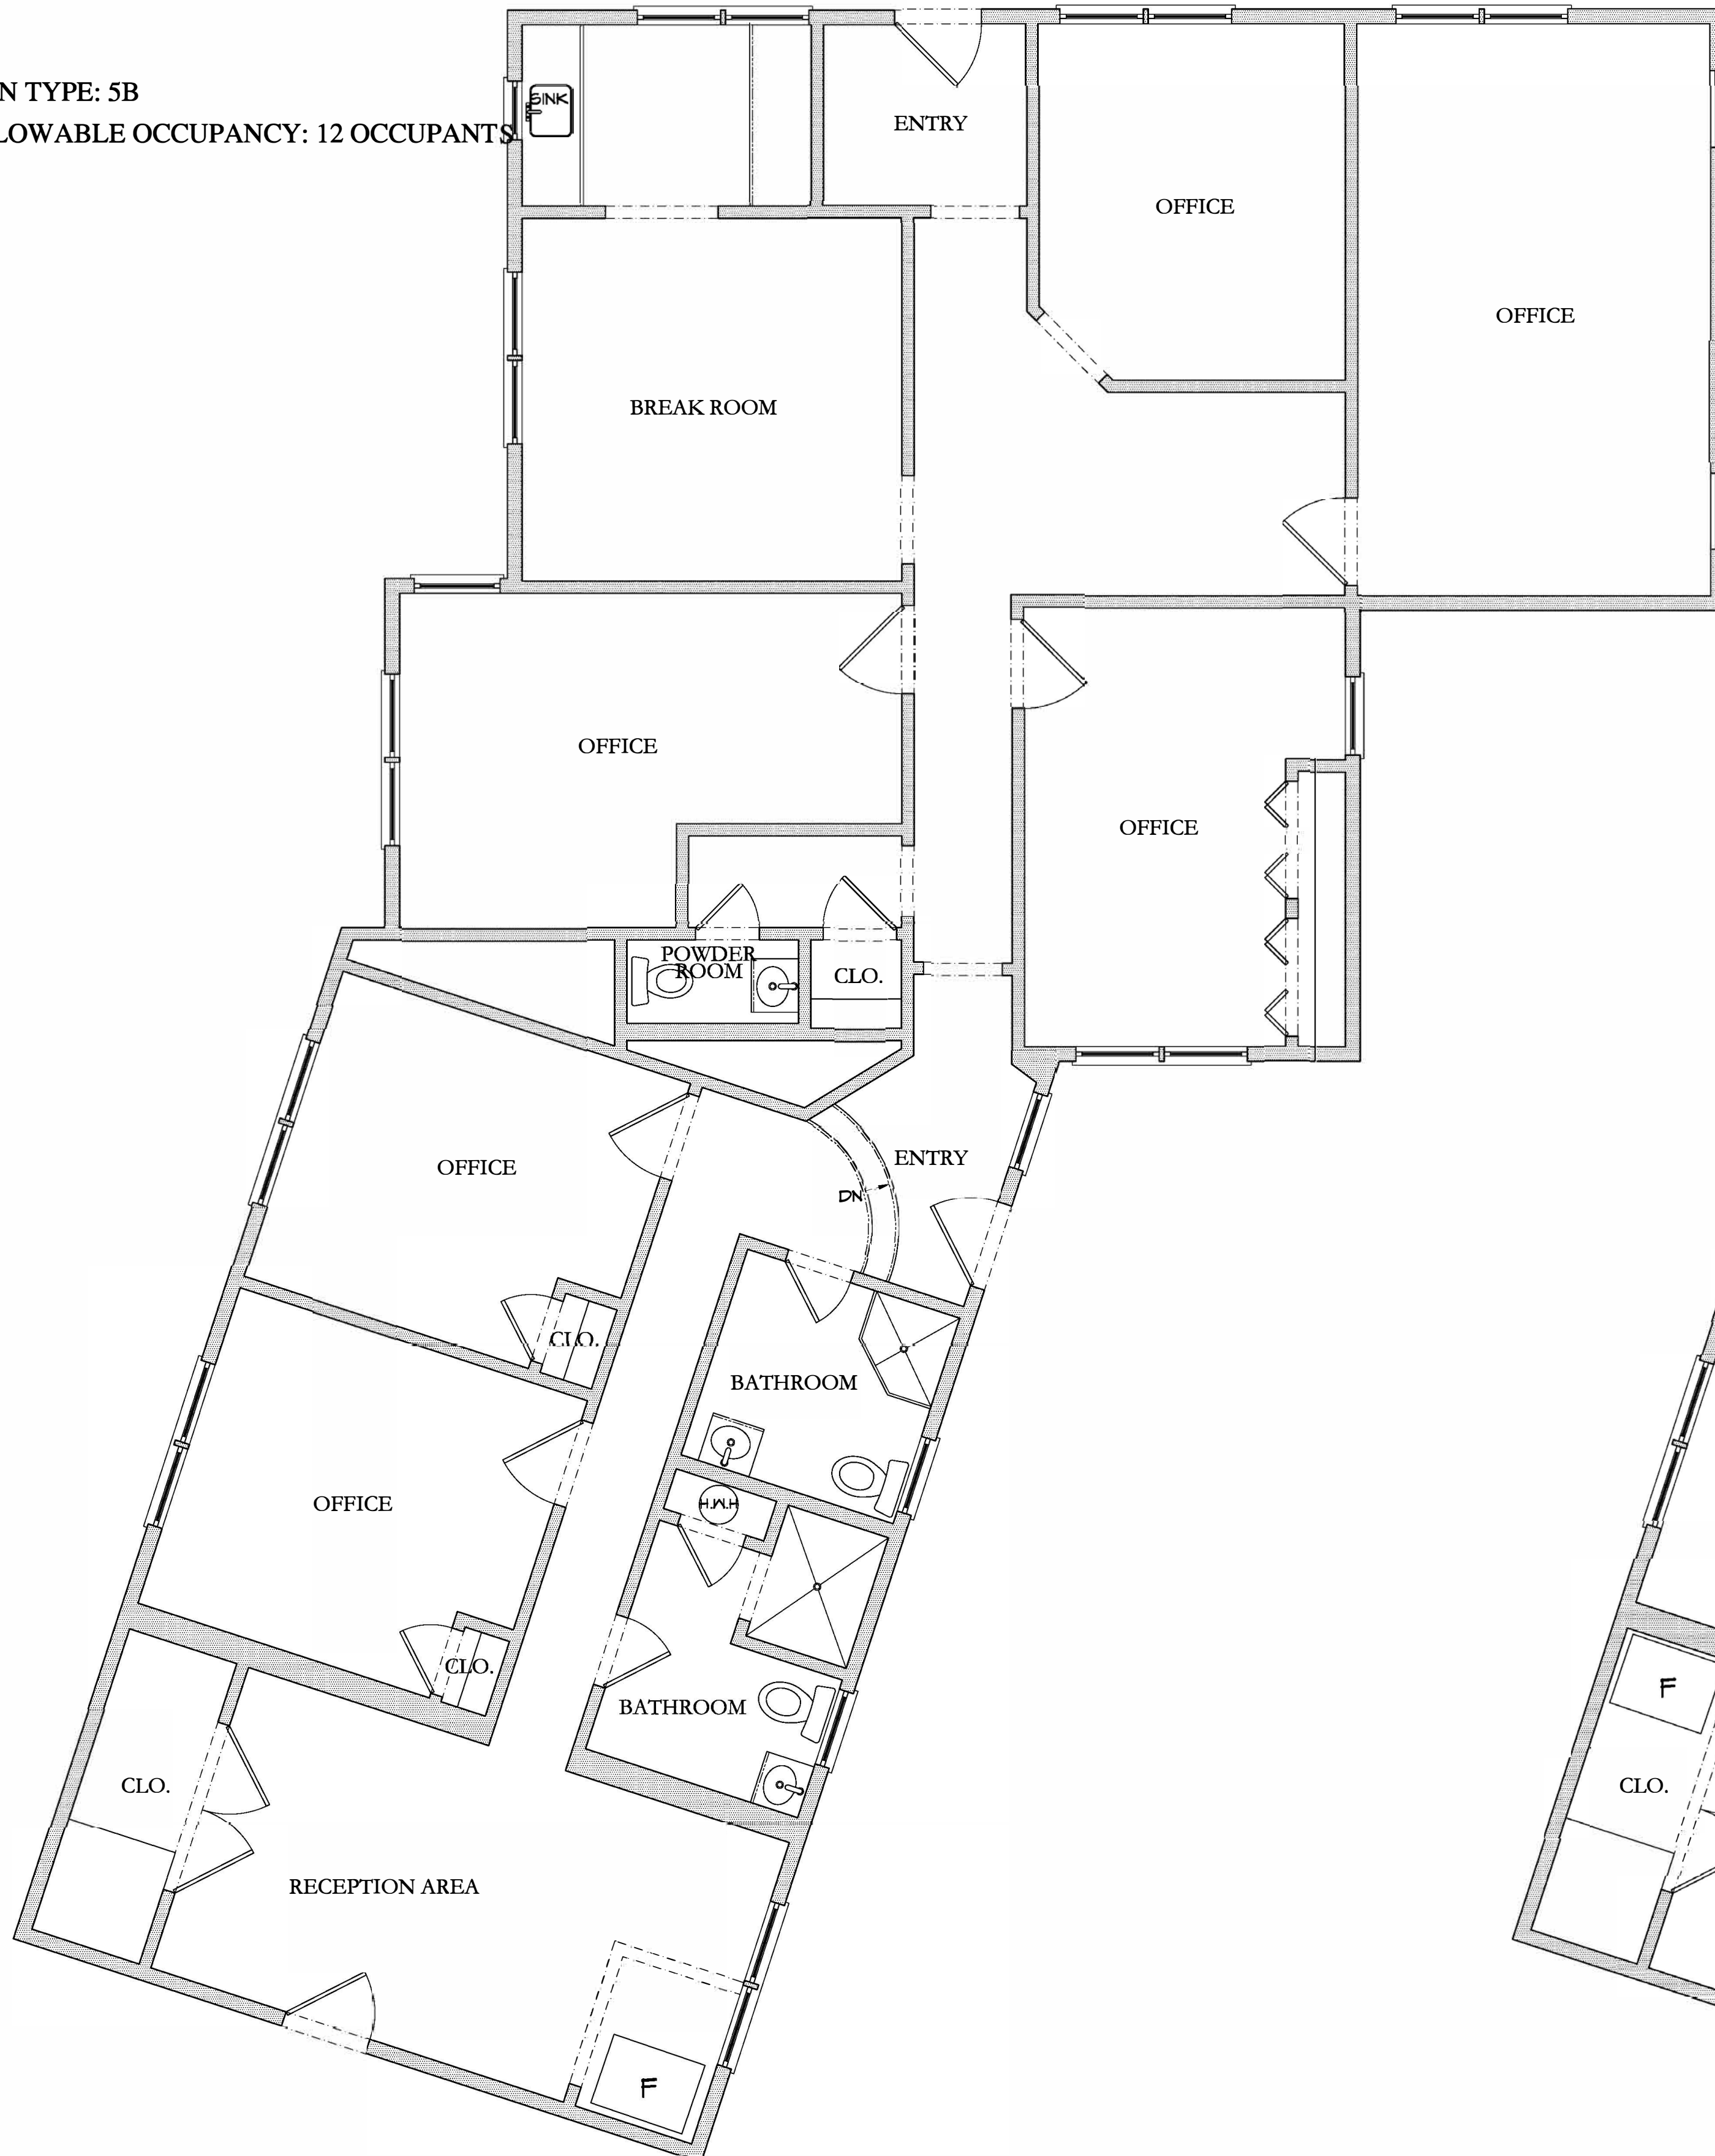 N TYPE: 5B
LOWABLE OCCUPANCY: 12 OCCUPANTS
SINK
ENTRY
OFFICE
OFFICE
BREAK ROOM
OFFICE
OFFICE
POWDER
ROOM
CLO.
ENTRY
DN
OFFICE
CLO.
BATHROOM
OFFICE
H.W.H
CLO.
BATHROOM
F
CLO.
CLO.
RECEPTION AREA
F